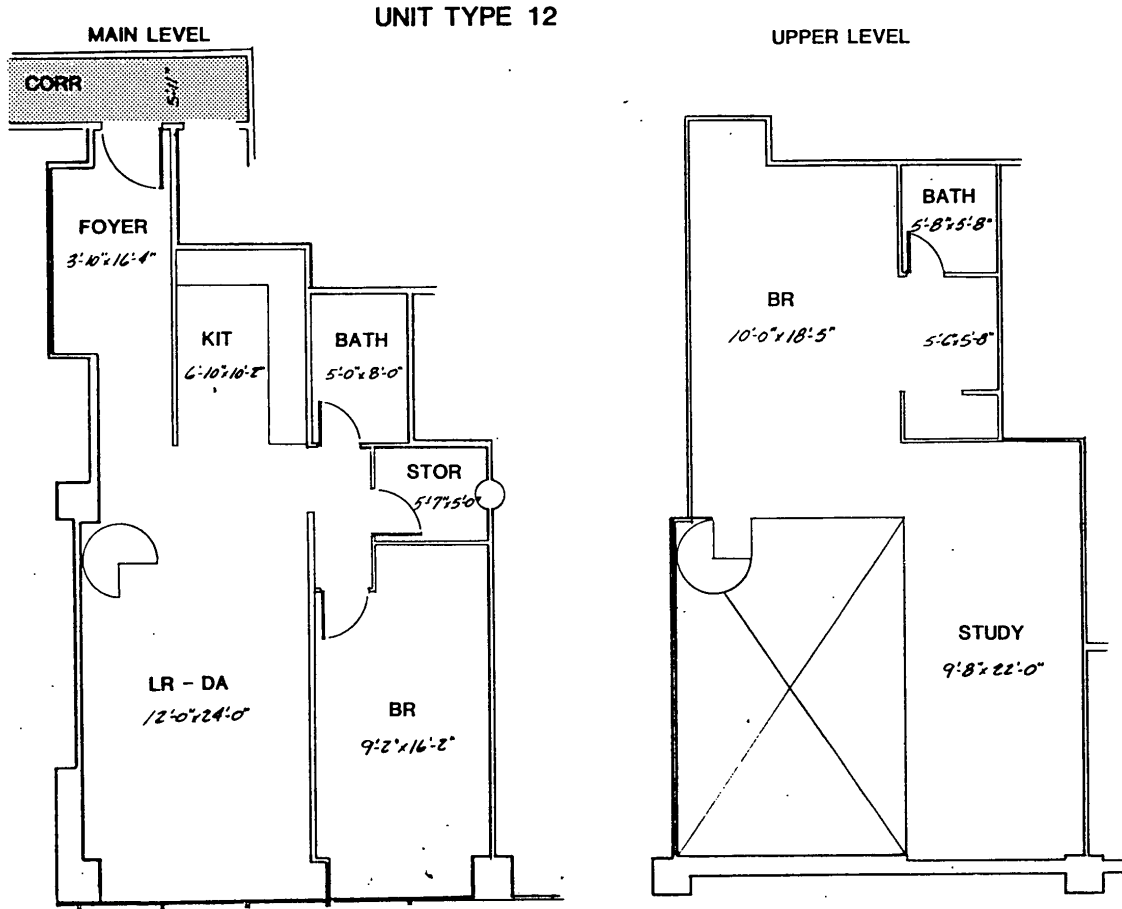 UNIT TYPE 12
MAIN LEVEL
UPPER LEVEL
CORR
5'-11"
FOYER
3'-10"x16'-4"
KIT
6'-10"x10'-2"
BATH
5'-0"x8'-0"
STOR
5'-7"x5'-0"
LR - DA
12'-0"x24'-0"
BR
9'-2"x16'-2"
BATH
5'-8"x5'-8"
BR
10'-0"x18'-5"
5'-6"x5'-8"
STUDY
9'-8"x22'-0"